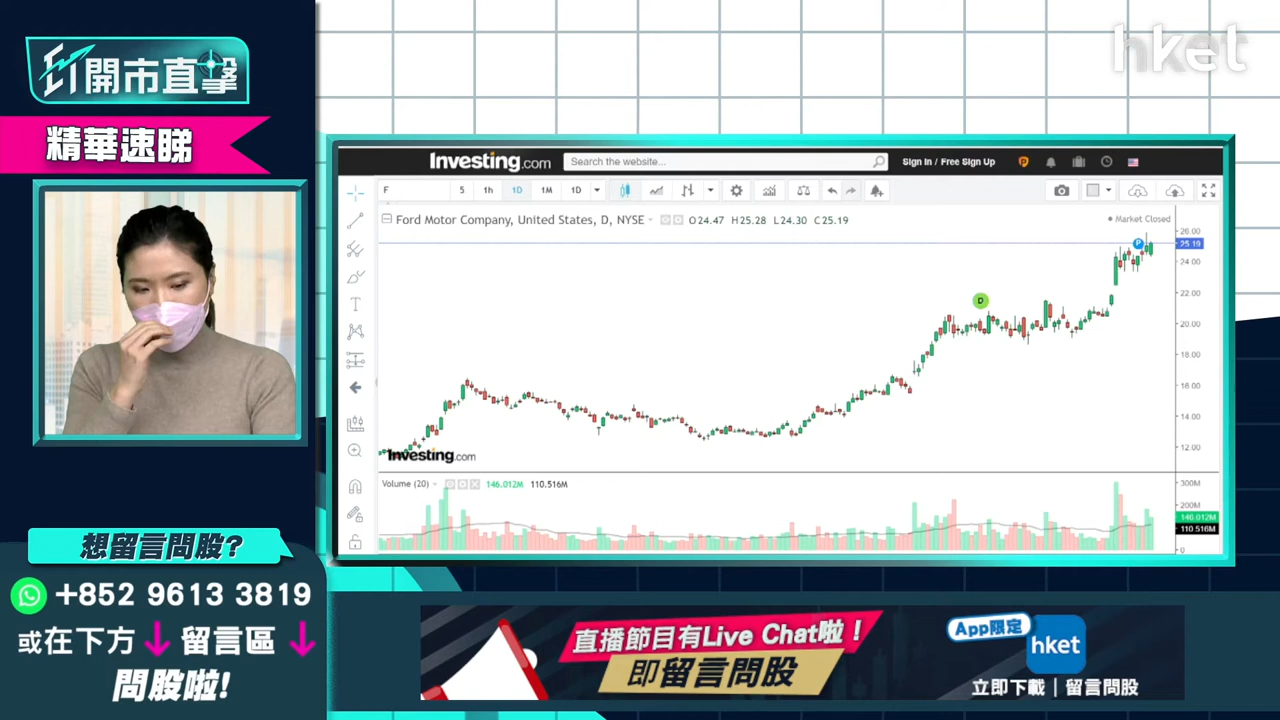 ET開市直擊
hket
精華速睇
Investing.com
Search the website...
Sign In / Free Sign Up
F
5 1h 1D 1M 1D
Ford Motor Company, United States, D, NYSE
O24.47 H25.28 L24.30 C25.19
Market Closed
26.00
25.19
24.00
22.00
20.00
18.00
16.00
14.00
12.00
D
P
Investing.com
Volume (20)
146.012M 110.516M
300M
200M
146.012M
110.516M
0
想留言問股?
+852 9613 3819
或在下方↓留言區↓
問股啦!
直播節目有Live Chat啦!
即留言問股
App限定
hket
立即下載|留言問股